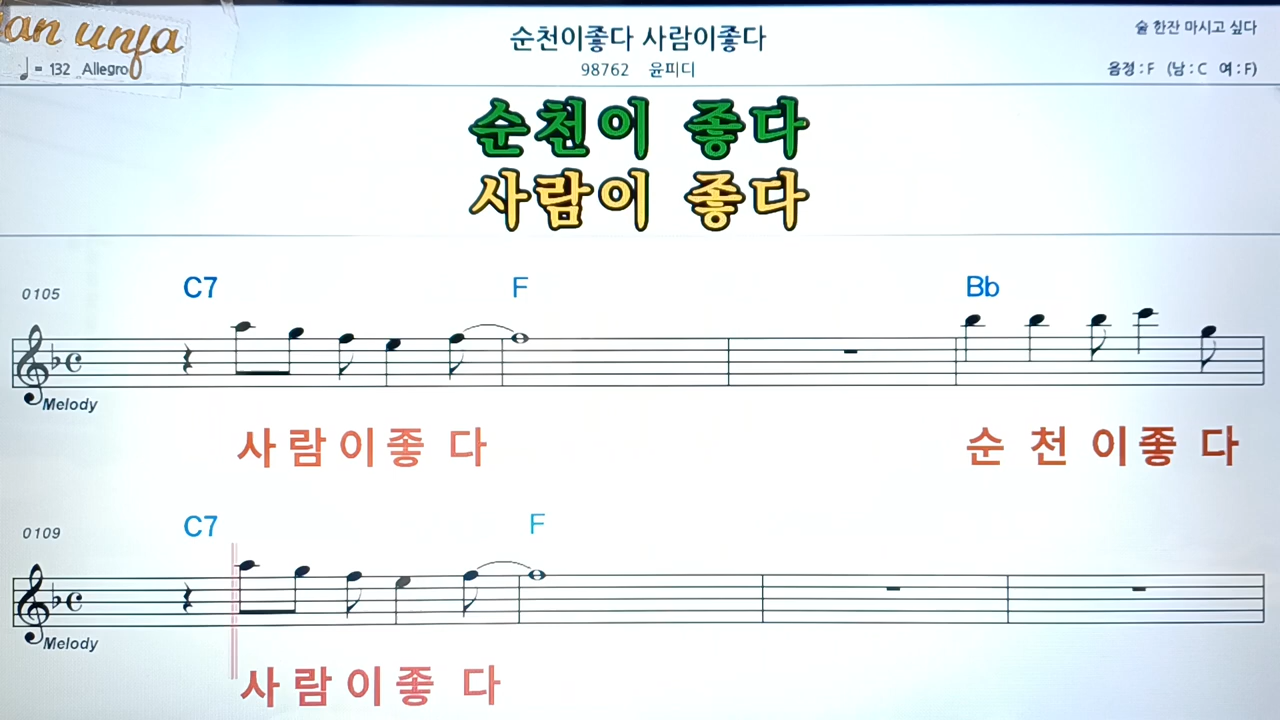 순천이좋다 사람이좋다
술 한잔 마시고 싶다
♩= 132 Allegro
98762 윤피디
음정 : F (남 : C 여 : F)
순천이 좋다
사람이 좋다
0105 C7 F Bb
Melody
사 람 이 좋 다 순 천 이 좋 다
0109 C7 F
Melody
사 람 이 좋 다